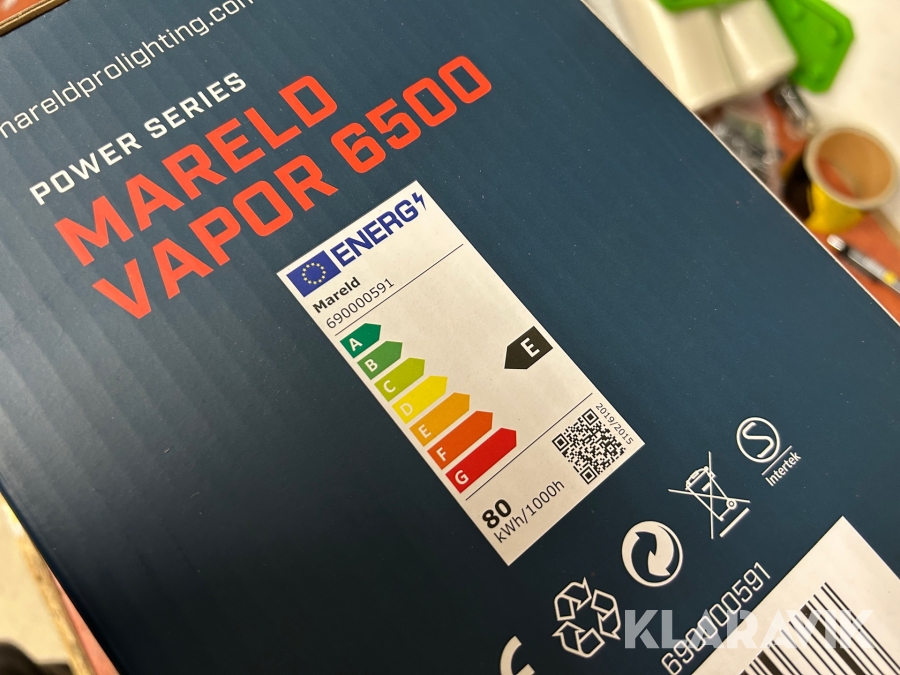 mareldprolighting.com
POWER SERIES
MARELD
VAPOR 6500
ENERG
Mareld
690000591
A
B
C
D
E
F
G
E
2019/2015
80
kWh/1000h
S
Intertek
690000591
KLARAVIK